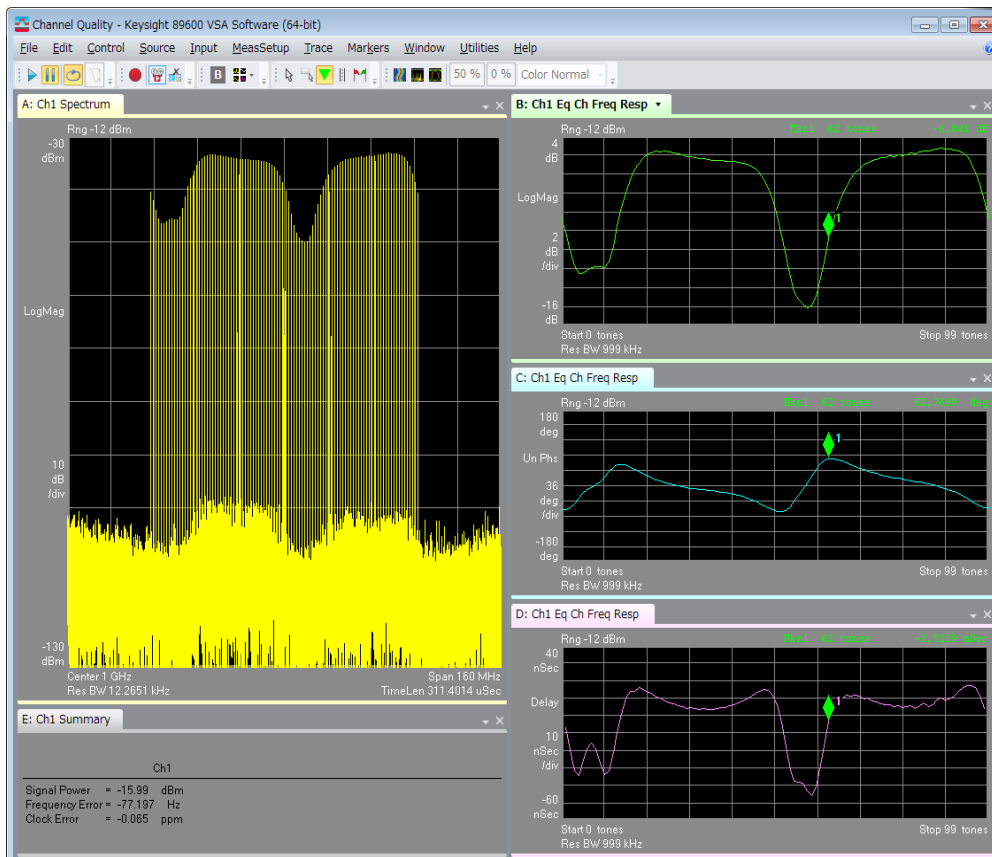 Channel Quality - Keysight 89600 VSA Software (64-bit)
File Edit Control Source Input MeasSetup Trace Markers Window Utilities Help
B 50 % 0 % Color Normal
A: Ch1 Spectrum
Rng -12 dBm
-30
dBm
LogMag
10
dB
/div
-130
dBm
Center 1 GHz Span 160 MHz
Res BW 12.2651 kHz TimeLen 311.4014 uSec
E: Ch1 Summary
Ch1
Signal Power = -15.99 dBm
Frequency Error = -77.197 Hz
Clock Error = -0.065 ppm
B: Ch1 Eq Ch Freq Resp
Rng -12 dBm
4
dB
LogMag
2
dB
/div
-16
dB
1
Start 0 tones Stop 99 tones
Res BW 999 kHz
C: Ch1 Eq Ch Freq Resp
Rng -12 dBm
180
deg
Un Phs
36
deg
/div
-180
deg
1
Start 0 tones Stop 99 tones
Res BW 999 kHz
D: Ch1 Eq Ch Freq Resp
Rng -12 dBm
40
nSec
Delay
10
nSec
/div
-60
nSec
1
Start 0 tones Stop 99 tones
Res BW 999 kHz